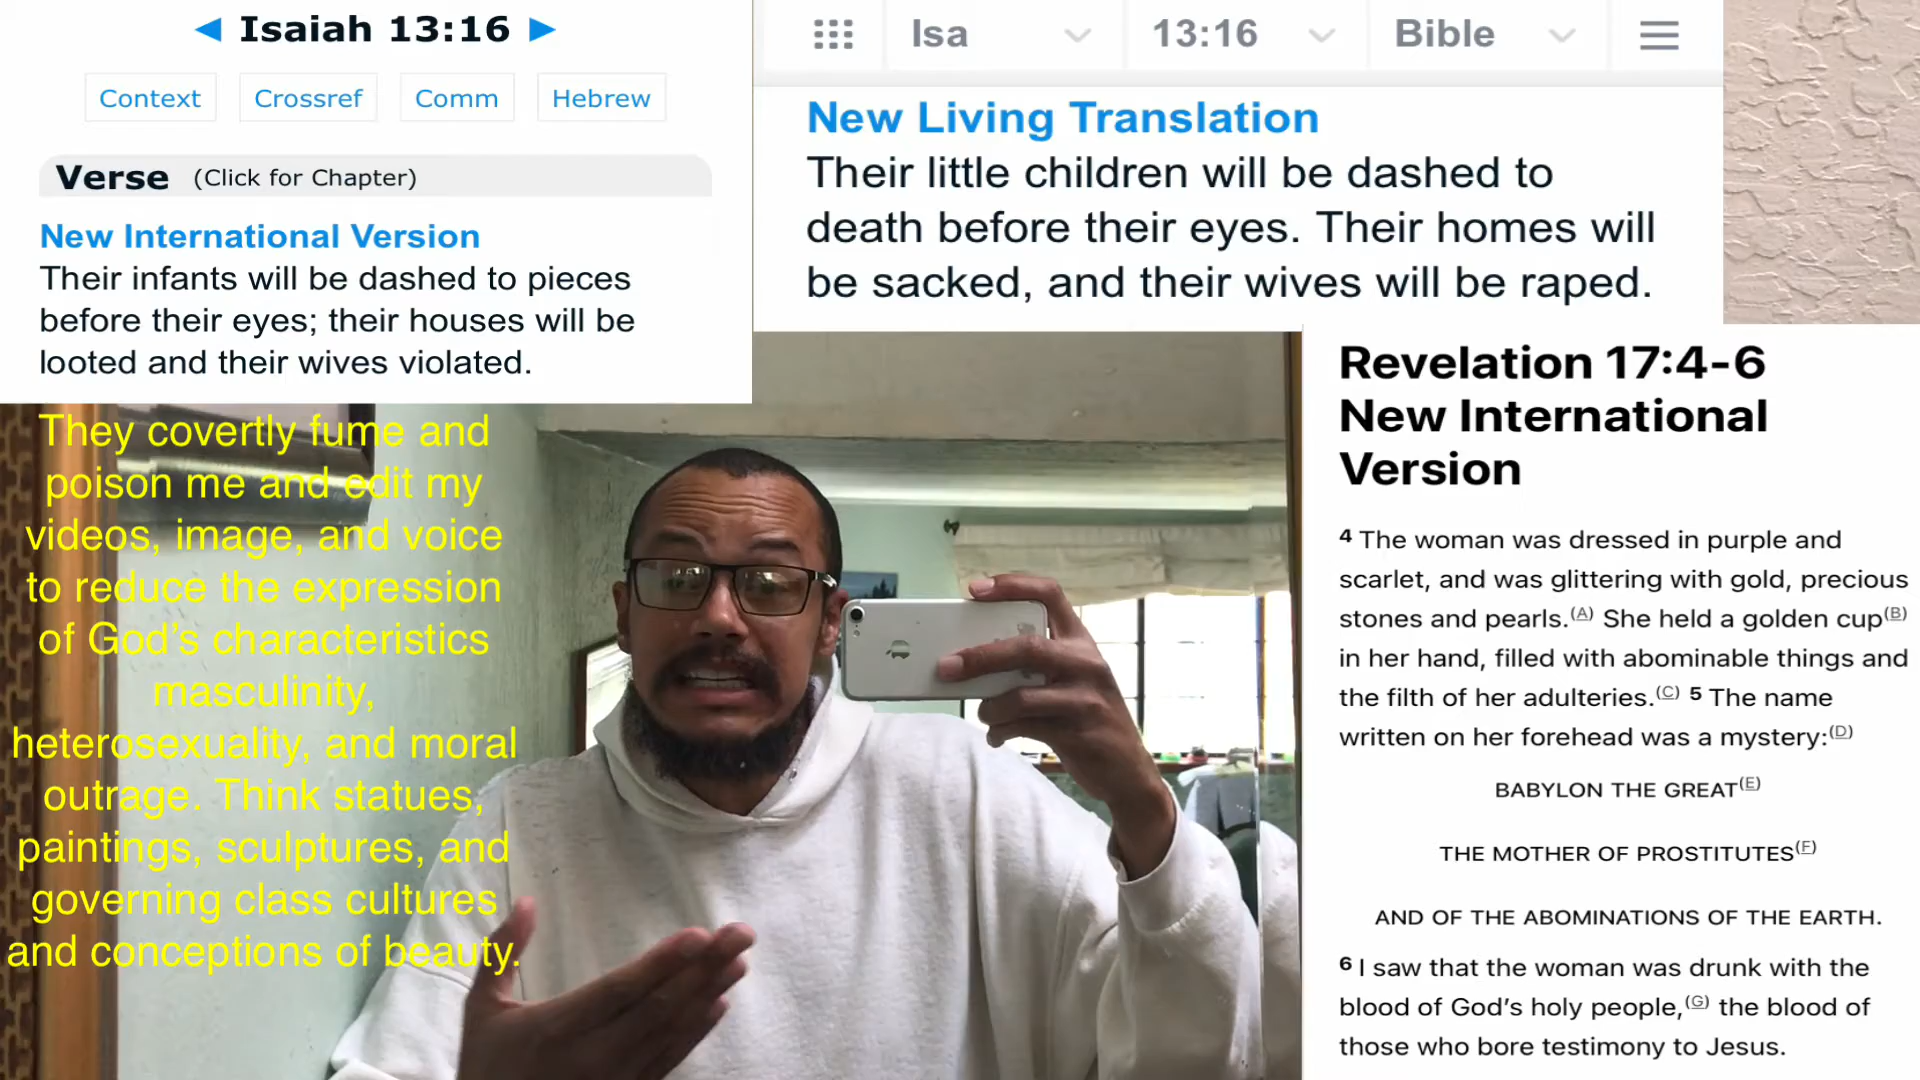 ◀ Isaiah 13:16 ▶
Context Crossref Comm Hebrew
Verse (Click for Chapter)
New International Version
Their infants will be dashed to pieces
before their eyes; their houses will be
looted and their wives violated.
Isa 13:16 Bible
New Living Translation
Their little children will be dashed to
death before their eyes. Their homes will
be sacked, and their wives will be raped.
They covertly fume and
poison me and edit my
videos, image, and voice
to reduce the expression
of God's characteristics
masculinity,
heterosexuality, and moral
outrage. Think statues,
paintings, sculptures, and
governing class cultures
and conceptions of beauty.
Revelation 17:4-6
New International
Version
4 The woman was dressed in purple and
scarlet, and was glittering with gold, precious
stones and pearls.(A) She held a golden cup(B)
in her hand, filled with abominable things and
the filth of her adulteries.(C) 5 The name
written on her forehead was a mystery:(D)
BABYLON THE GREAT(E)
THE MOTHER OF PROSTITUTES(F)
AND OF THE ABOMINATIONS OF THE EARTH.
6 I saw that the woman was drunk with the
blood of God's holy people,(G) the blood of
those who bore testimony to Jesus.